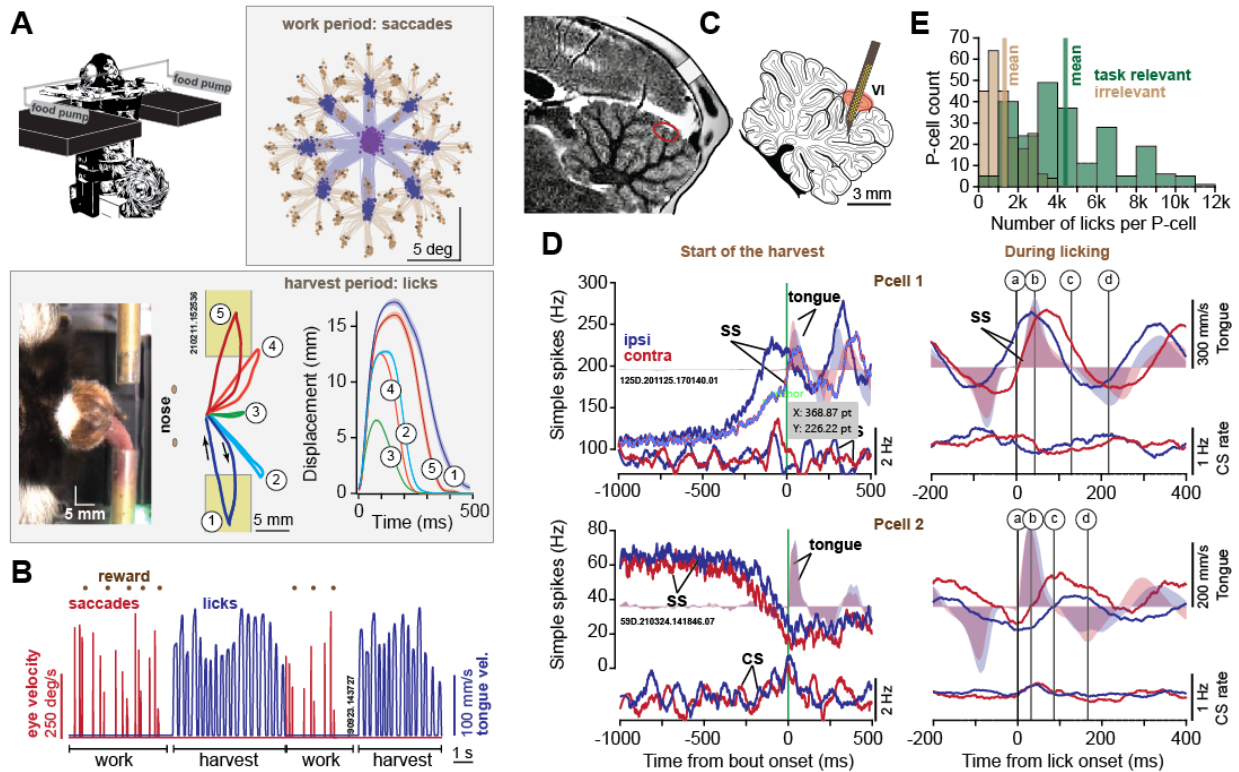 A
food pump
food pump
work period: saccades
5 deg
C
VI
3 mm
E
P-cell count
70
60
50
40
30
20
10
0
mean
mean
task relevant
irrelevant
0 2k 4k 6k 8k 10k 12k
Number of licks per P-cell
harvest period: licks
5 mm
nose
210211.152536
5
4
3
2
1
5 mm
Displacement (mm)
15
10
5
0
4
2
3
5
1
0 500
Time (ms)
B
reward
saccades licks
eye velocity
250 deg/s
90923.143727
100 mm/s
tongue vel.
work harvest work harvest
1 s
D
Start of the harvest During licking
Pcell 1
Simple spikes (Hz)
300
250
200
150
100
ipsi
contra
SS
tongue
125D.201125.170140.01
X: 368.87 pt
Y: 226.22 pt
2 Hz
-1000 -500 0 500
a b c d
SS
300 mm/s
Tongue
1 Hz
CS rate
-200 0 200 400
Pcell 2
Simple spikes (Hz)
80
60
40
20
0
SS
tongue
59D.210324.141846.07
CS
2 Hz
-1000 -500 0 500
Time from bout onset (ms)
a b c d
200 mm/s
Tongue
1 Hz
CS rate
-200 0 200 400
Time from lick onset (ms)